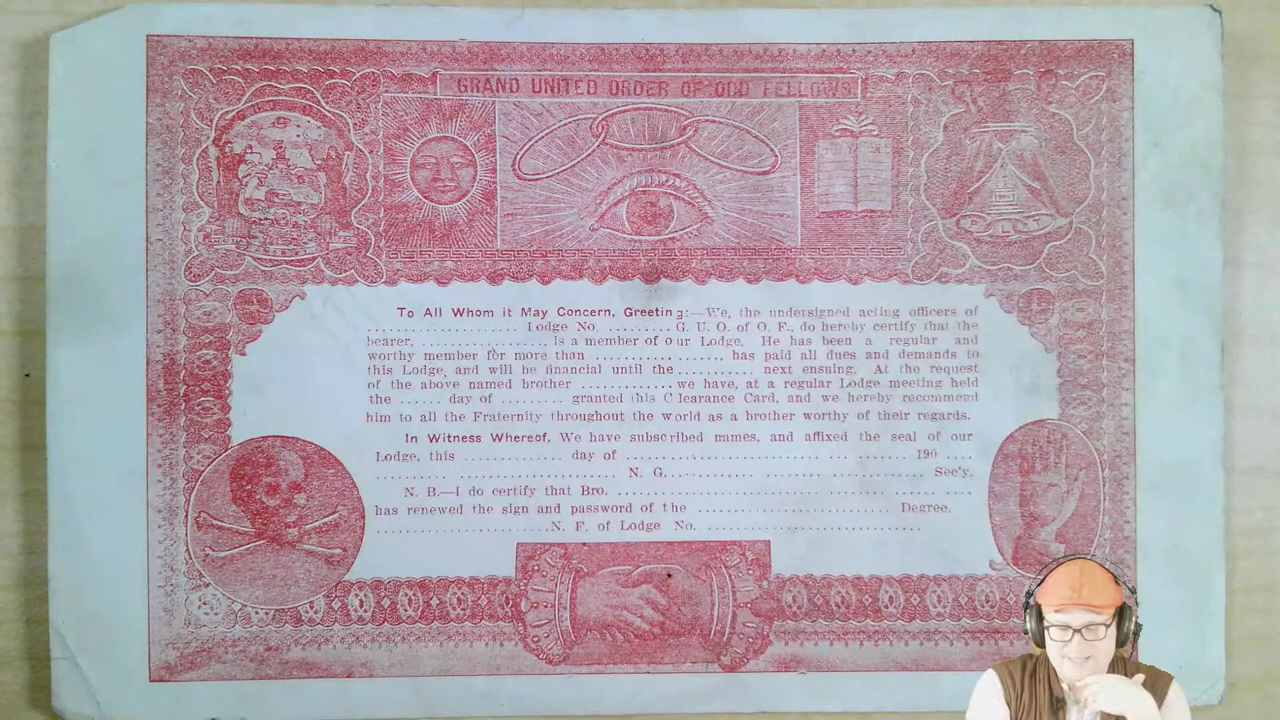 GRAND UNITED ORDER OF ODD FELLOWS
To All Whom it May Concern, Greeting:—We, the undersigned acting officers of
.................... Lodge No. ......... G. U. O. of O. F., do hereby certify that the
bearer, .................. is a member of our Lodge. He has been a regular and
worthy member for more than .................., has paid all dues and demands to
this Lodge, and will be financial until the ........... next ensuing. At the request
of the above named brother ............ we have, at a regular Lodge meeting held
the ...... day of ......... granted this Clearance Card, and we hereby recommend
him to all the Fraternity throughout the world as a brother worthy of their regards.
In Witness Whereof, We have subscribed names, and affixed the seal of our
Lodge, this .............. day of ........................................ 190 ....
.................................... N. G. ..................................... Sec'y.
N. B.—I do certify that Bro. ..................................................
has renewed the sign and password of the ............................ Degree.
........................N. F. of Lodge No. ..............................